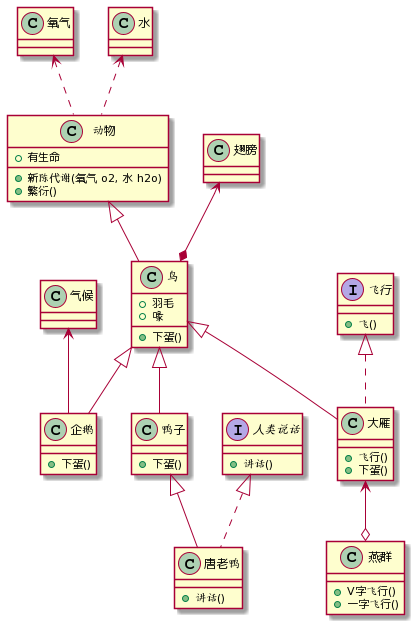 C 氧气
C 水
C 动物
有生命
新陈代谢(氧气 o2, 水 h2o)
繁衍()
C 翅膀
C 鸟
羽毛
喙
下蛋()
C 气候
I 飞行
飞()
C 企鹅
下蛋()
C 鸭子
下蛋()
I 人类说话
讲话()
C 大雁
飞行()
下蛋()
C 唐老鸭
讲话()
C 燕群
V字飞行()
一字飞行()